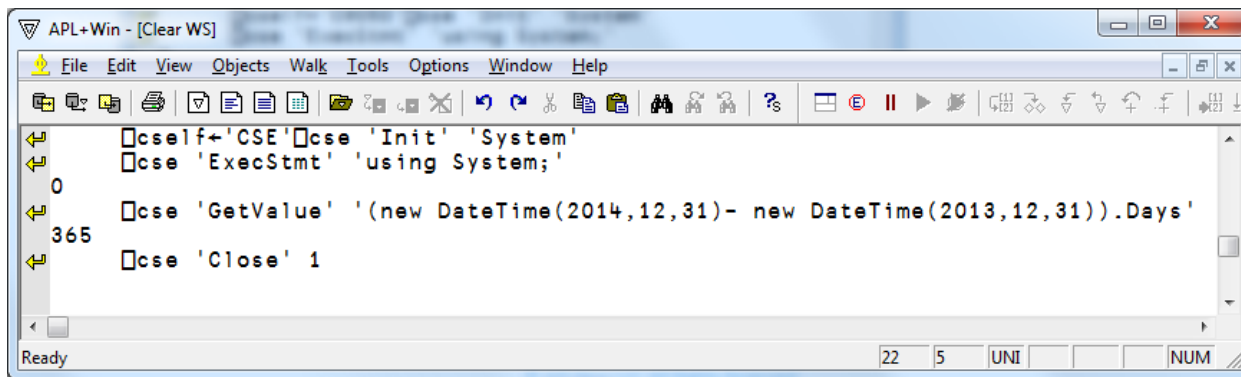 APL+Win - [Clear WS]
File Edit View Objects Walk Tools Options Window Help
⎕cself←'CSE'⎕cse 'Init' 'System'
⎕cse 'ExecStmt' 'using System;'
0
⎕cse 'GetValue' '(new DateTime(2014,12,31)- new DateTime(2013,12,31)).Days'
365
⎕cse 'Close' 1
Ready 22 5 UNI NUM